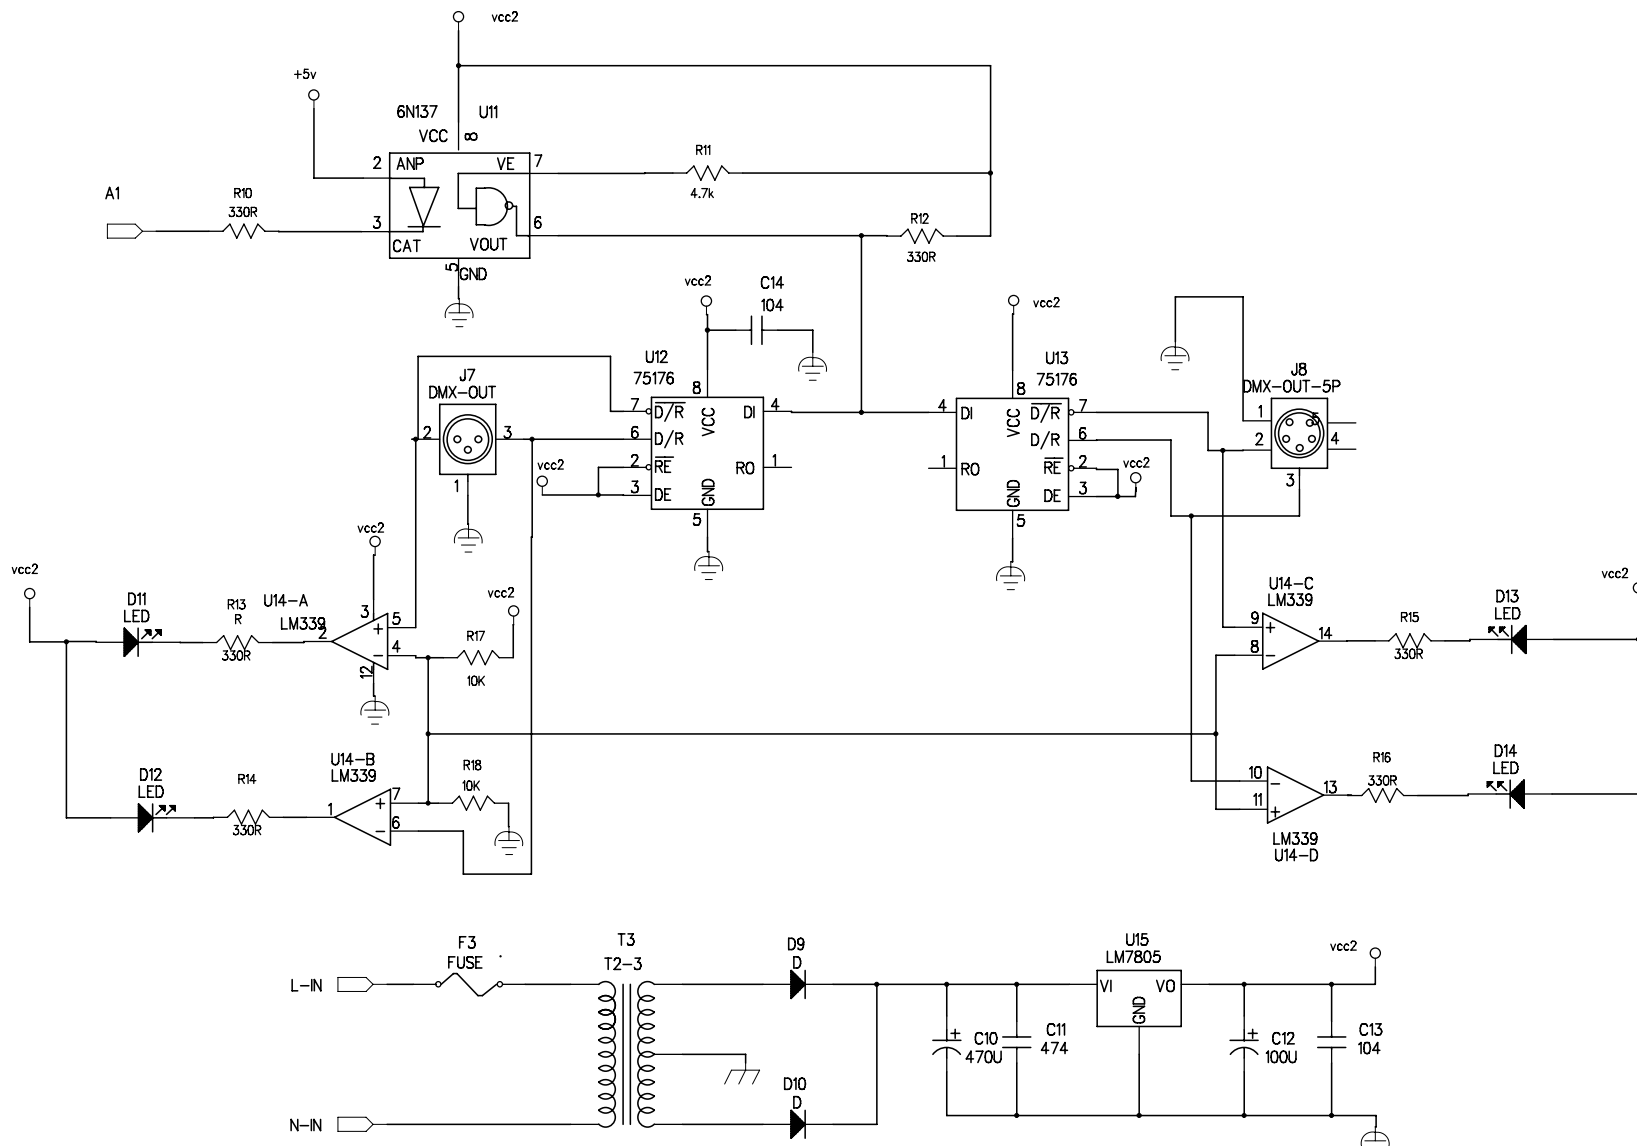 vcc2
+5v
6N137 U11
VCC 8
2 ANP VE 7
R11
4.7k
A1
R10
330R
3 CAT VOUT 6
R12
330R
5 GND
vcc2
C14
104
vcc2
U12
75176
U13
75176
J7
DMX-OUT
J8
DMX-OUT-5P
8 VCC
7 D/R DI 4
6 D/R
2 RE RO 1
3 DE GND
5
vcc2
2 3
1
8 VCC
4 DI D/R 7
D/R 6
1 RO RE 2
GND DE 3
5
vcc2
1
5
2 4
3
vcc2
vcc2
vcc2
D11
LED
R13
R
330R
U14-A
LM339
3
2 + 5
- 4
12
R17
10K
vcc2
U14-C
LM339
9 + 14
8 -
R15
330R
D13
LED
D12
LED
R14
330R
U14-B
LM339
1 + 7
- 6
R18
10K
10 - 13
11 +
LM339
U14-D
R16
330R
D14
LED
F3
FUSE
L-IN
N-IN
T3
T2-3
D9
D
D10
D
U15
LM7805
VI VO
GND
vcc2
+ C10
470U
C11
474
+ C12
100U
C13
104